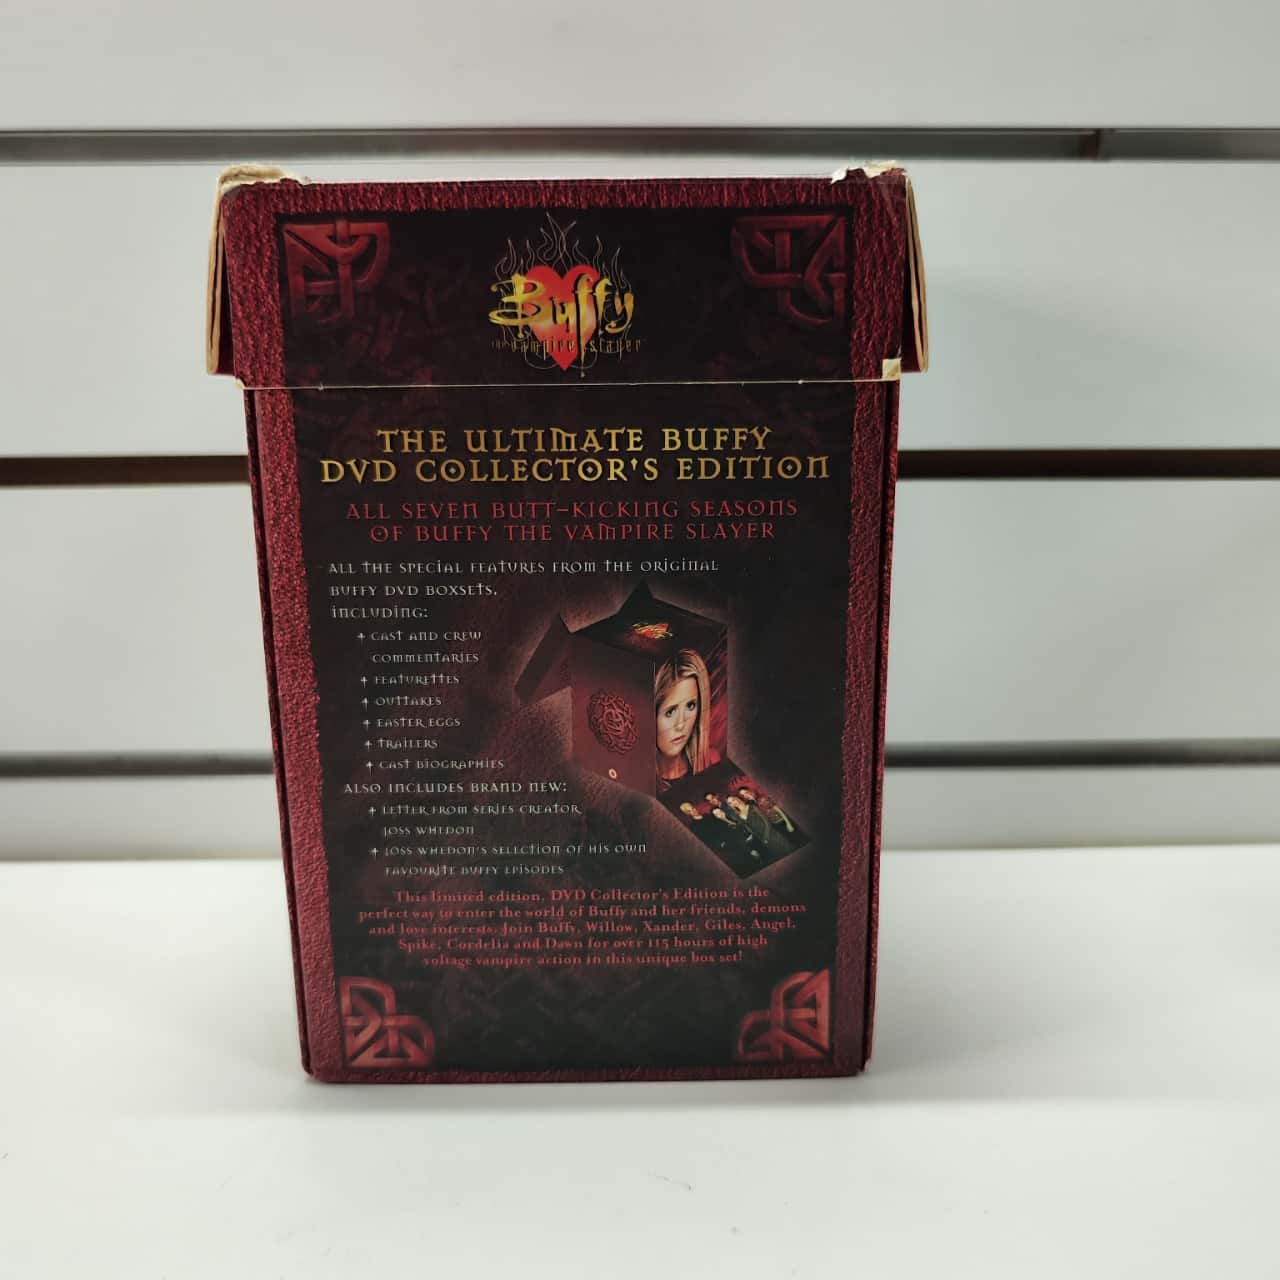 Buffy
the vampire slayer
THE ULTIMATE BUFFY
DVD COLLECTOR'S EDITION
ALL SEVEN BUTT-KICKING SEASONS
OF BUFFY THE VAMPIRE SLAYER
ALL THE SPECIAL FEATURES FROM THE ORIGINAL
BUFFY DVD BOXSETS,
INCLUDING:
+ CAST AND CREW
COMMENTARIES
+ FEATURETTES
+ OUTTAKES
+ EASTER EGGS
+ TRAILERS
+ CAST BIOGRAPHIES
ALSO INCLUDES BRAND NEW:
+ LETTER FROM SERIES CREATOR
JOSS WHEDON
+ JOSS WHEDON'S SELECTION OF HIS OWN
FAVOURITE BUFFY EPISODES
This limited edition, DVD Collector's Edition is the
perfect way to enter the world of Buffy and her friends, demons
and love interests. Join Buffy, Willow, Xander, Giles, Angel,
Spike, Cordelia and Dawn for over 115 hours of high
voltage vampire action in this unique box set!